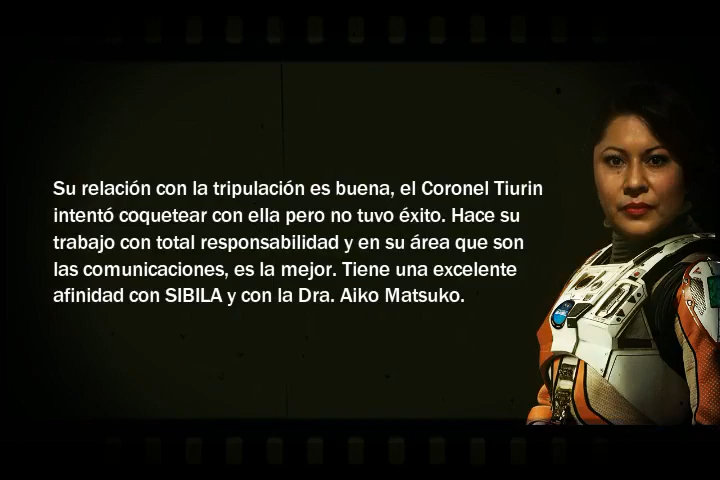 Su relación con la tripulación es buena, el Coronel Tiurin
intentó coquetear con ella pero no tuvo éxito. Hace su
trabajo con total responsabilidad y en su área que son
las comunicaciones, es la mejor. Tiene una excelente
afinidad con SIBILA y con la Dra. Aiko Matsuko.